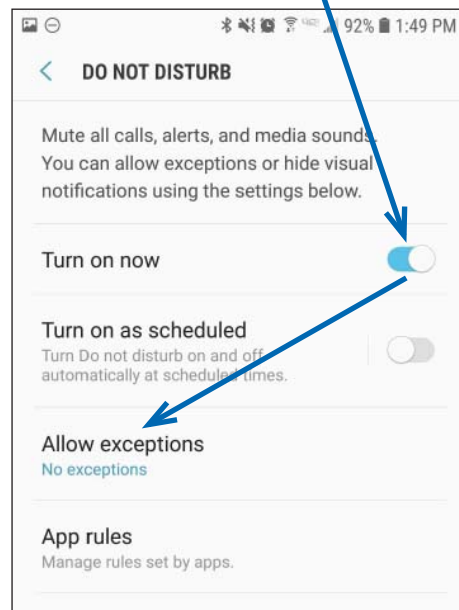 92% 1:49 PM
DO NOT DISTURB
Mute all calls, alerts, and media sounds.
You can allow exceptions or hide visual
notifications using the settings below.
Turn on now
Turn on as scheduled
Turn Do not disturb on and off
automatically at scheduled times.
Allow exceptions
No exceptions
App rules
Manage rules set by apps.